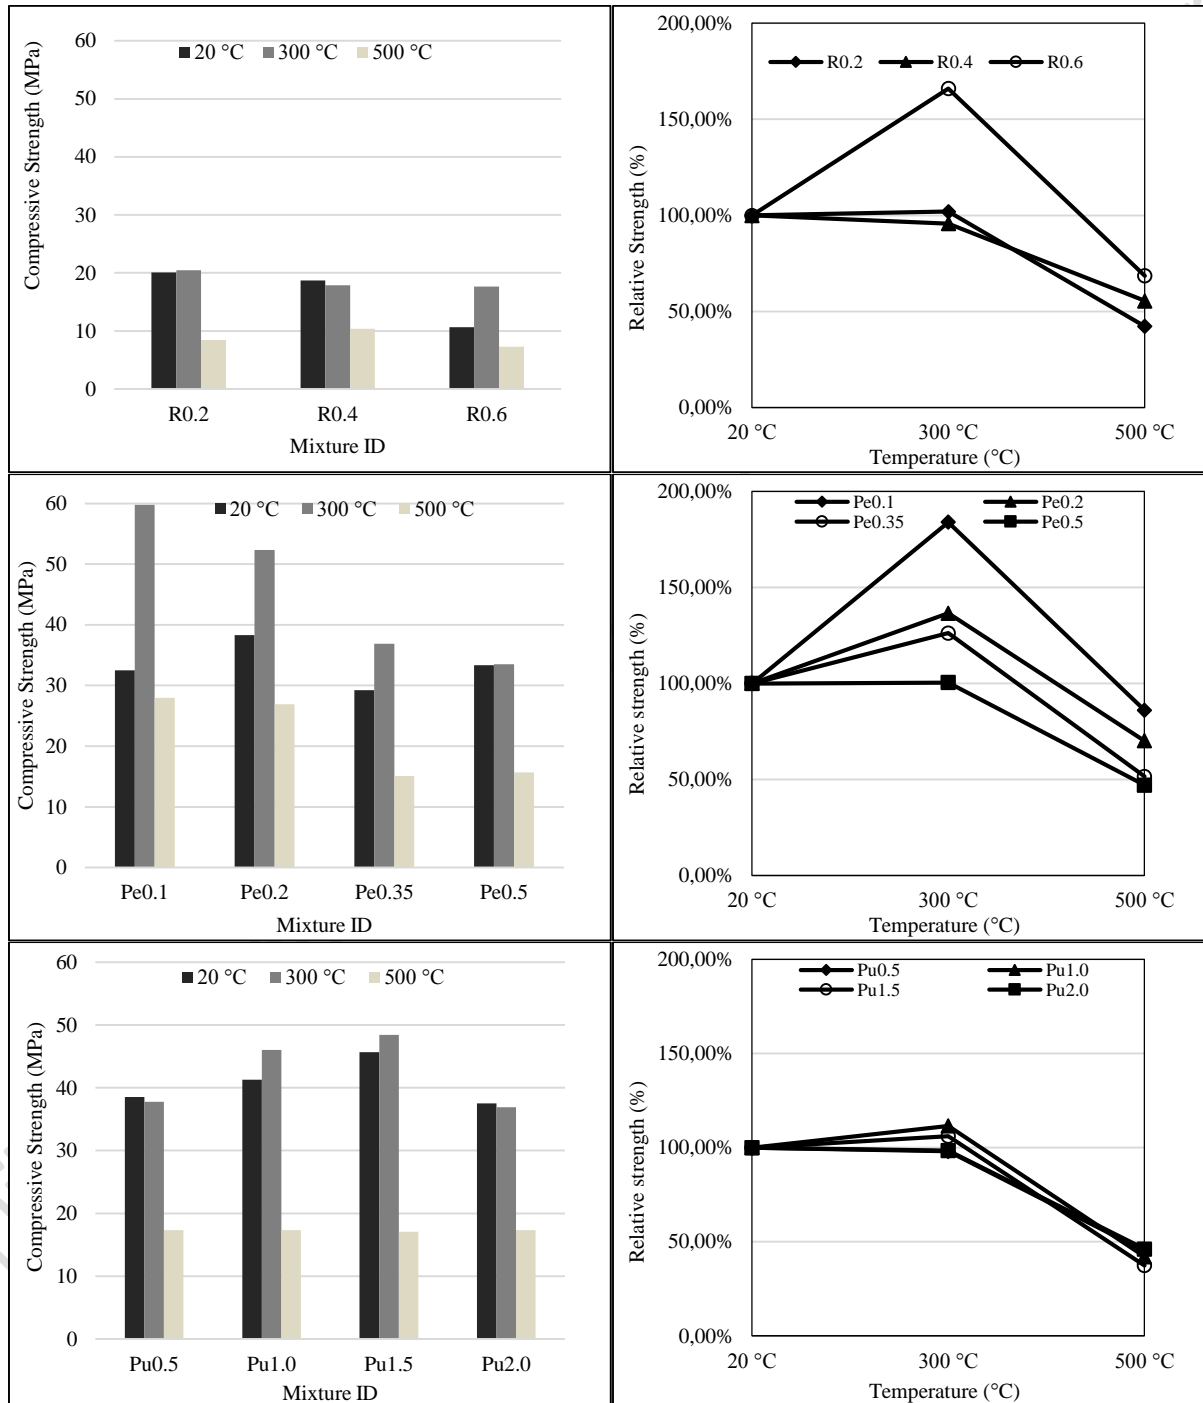 60
50
40
30
20
10
0
Compressive Strength (MPa)
20 °C 300 °C 500 °C
R0.2 R0.4 R0.6
Mixture ID
200,00%
150,00%
100,00%
50,00%
0,00%
Relative Strength (%)
R0.2 R0.4 R0.6
20 °C 300 °C 500 °C
Temperature (°C)
60
50
40
30
20
10
0
Compressive Strength (MPa)
20 °C 300 °C 500 °C
Pe0.1 Pe0.2 Pe0.35 Pe0.5
Mixture ID
200,00%
150,00%
100,00%
50,00%
0,00%
Relative strength (%)
Pe0.1 Pe0.2
Pe0.35 Pe0.5
20 °C 300 °C 500 °C
Temperature (°C)
60
50
40
30
20
10
0
Compressive Strength (MPa)
20 °C 300 °C 500 °C
Pu0.5 Pu1.0 Pu1.5 Pu2.0
Mixture ID
200,00%
150,00%
100,00%
50,00%
0,00%
Relative strength (%)
Pu0.5 Pu1.0
Pu1.5 Pu2.0
20 °C 300 °C 500 °C
Temperature (°C)